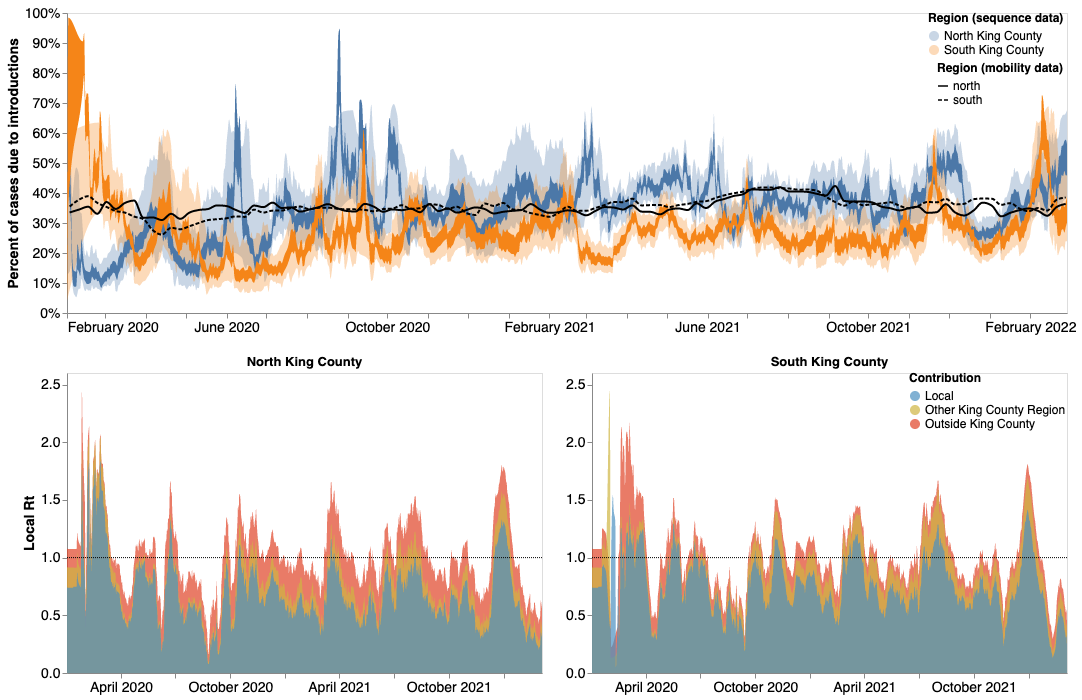 100%
90%
80%
70%
60%
50%
40%
30%
20%
10%
0%
Percent of cases due to introductions
Region (sequence data)
North King County
South King County
Region (mobility data)
north
south
February 2020
June 2020
October 2020
February 2021
June 2021
October 2021
February 2022
North King County
2.5
2.0
1.5
1.0
0.5
0.0
Local Rt
April 2020
October 2020
April 2021
October 2021
South King County
2.5
2.0
1.5
1.0
0.5
0.0
Contribution
Local
Other King County Region
Outside King County
April 2020
October 2020
April 2021
October 2021